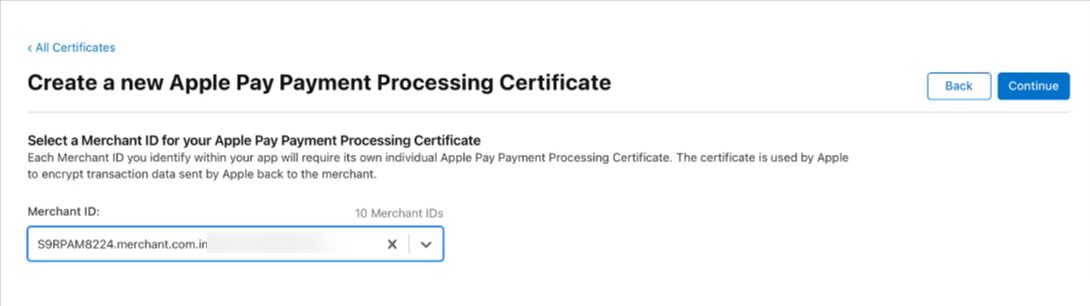 ‹ All Certificates
Create a new Apple Pay Payment Processing Certificate
Back
Continue
Select a Merchant ID for your Apple Pay Payment Processing Certificate
Each Merchant ID you identify within your app will require its own individual Apple Pay Payment Processing Certificate. The certificate is used by Apple
to encrypt transaction data sent by Apple back to the merchant.
Merchant ID:
10 Merchant IDs
S9RPAM8224.merchant.com.in